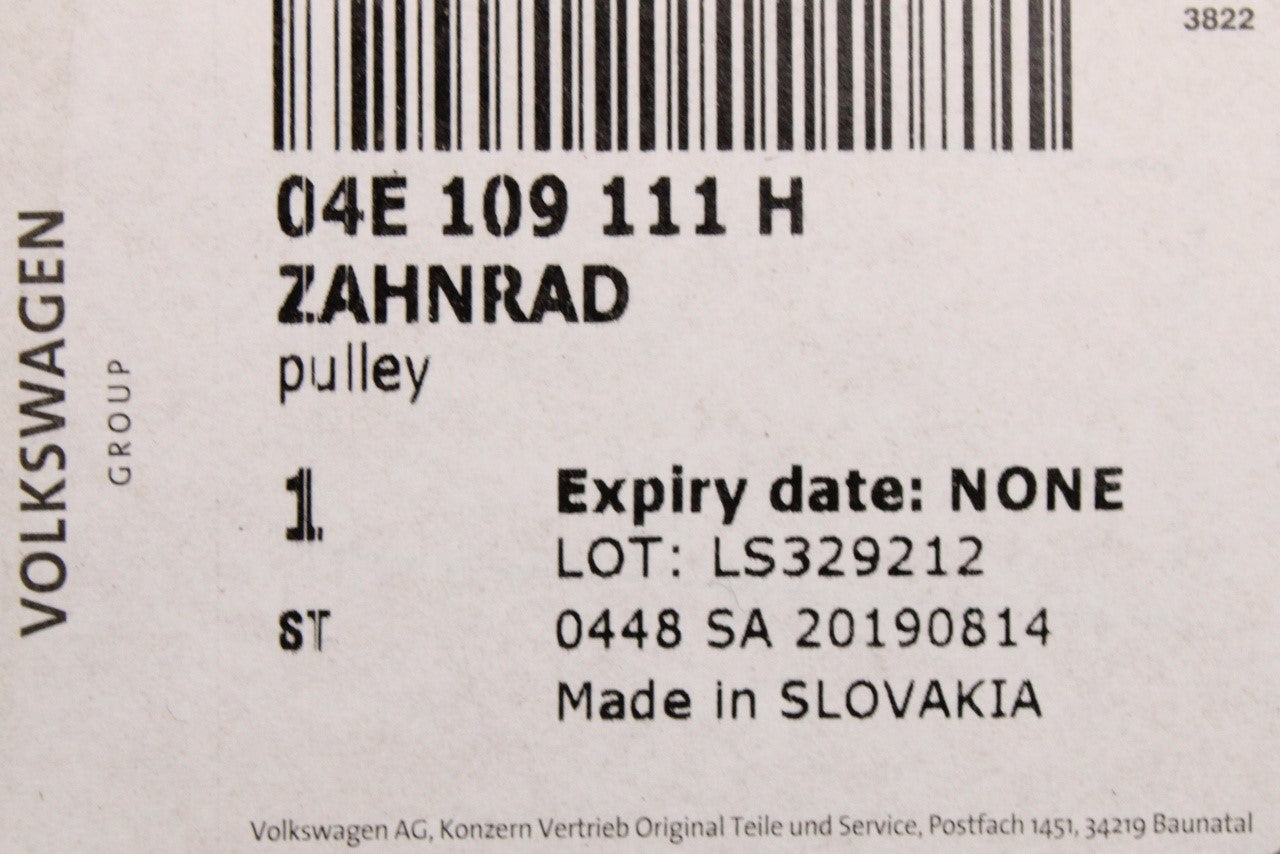 3822
04E 109 111 H
ZAHNRAD
pulley
VOLKSWAGEN
GROUP
1
Expiry date: NONE
LOT: LS329212
ST
0448 SA 20190814
Made in SLOVAKIA
Volkswagen AG, Konzern Vertrieb Original Teile und Service, Postfach 1451, 34219 Baunatal